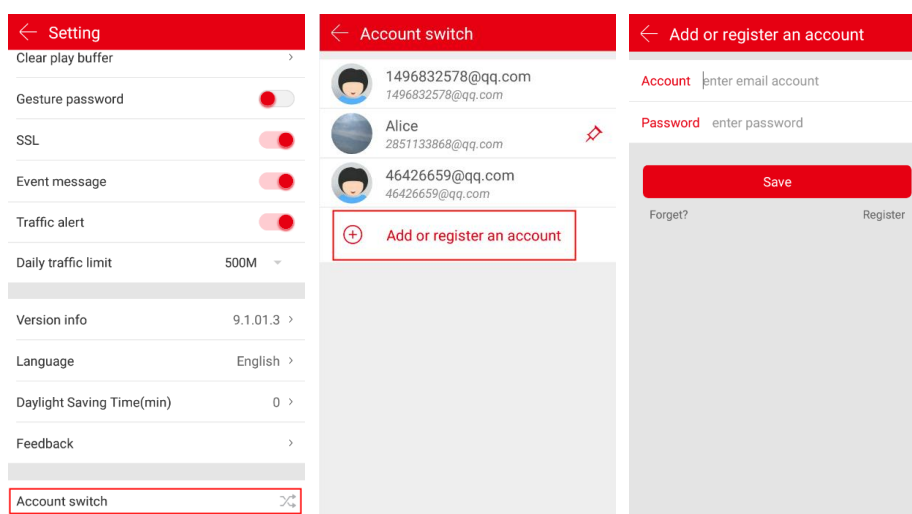 Setting
Clear play buffer
Gesture password
SSL
Event message
Traffic alert
Daily traffic limit 500M
Version info 9.1.01.3
Language English
Daylight Saving Time(min) 0
Feedback
Account switch
Account switch
1496832578@qq.com
1496832578@qq.com
Alice
2851133868@qq.com
46426659@qq.com
46426659@qq.com
Add or register an account
Add or register an account
Account enter email account
Password enter password
Save
Forget? Register